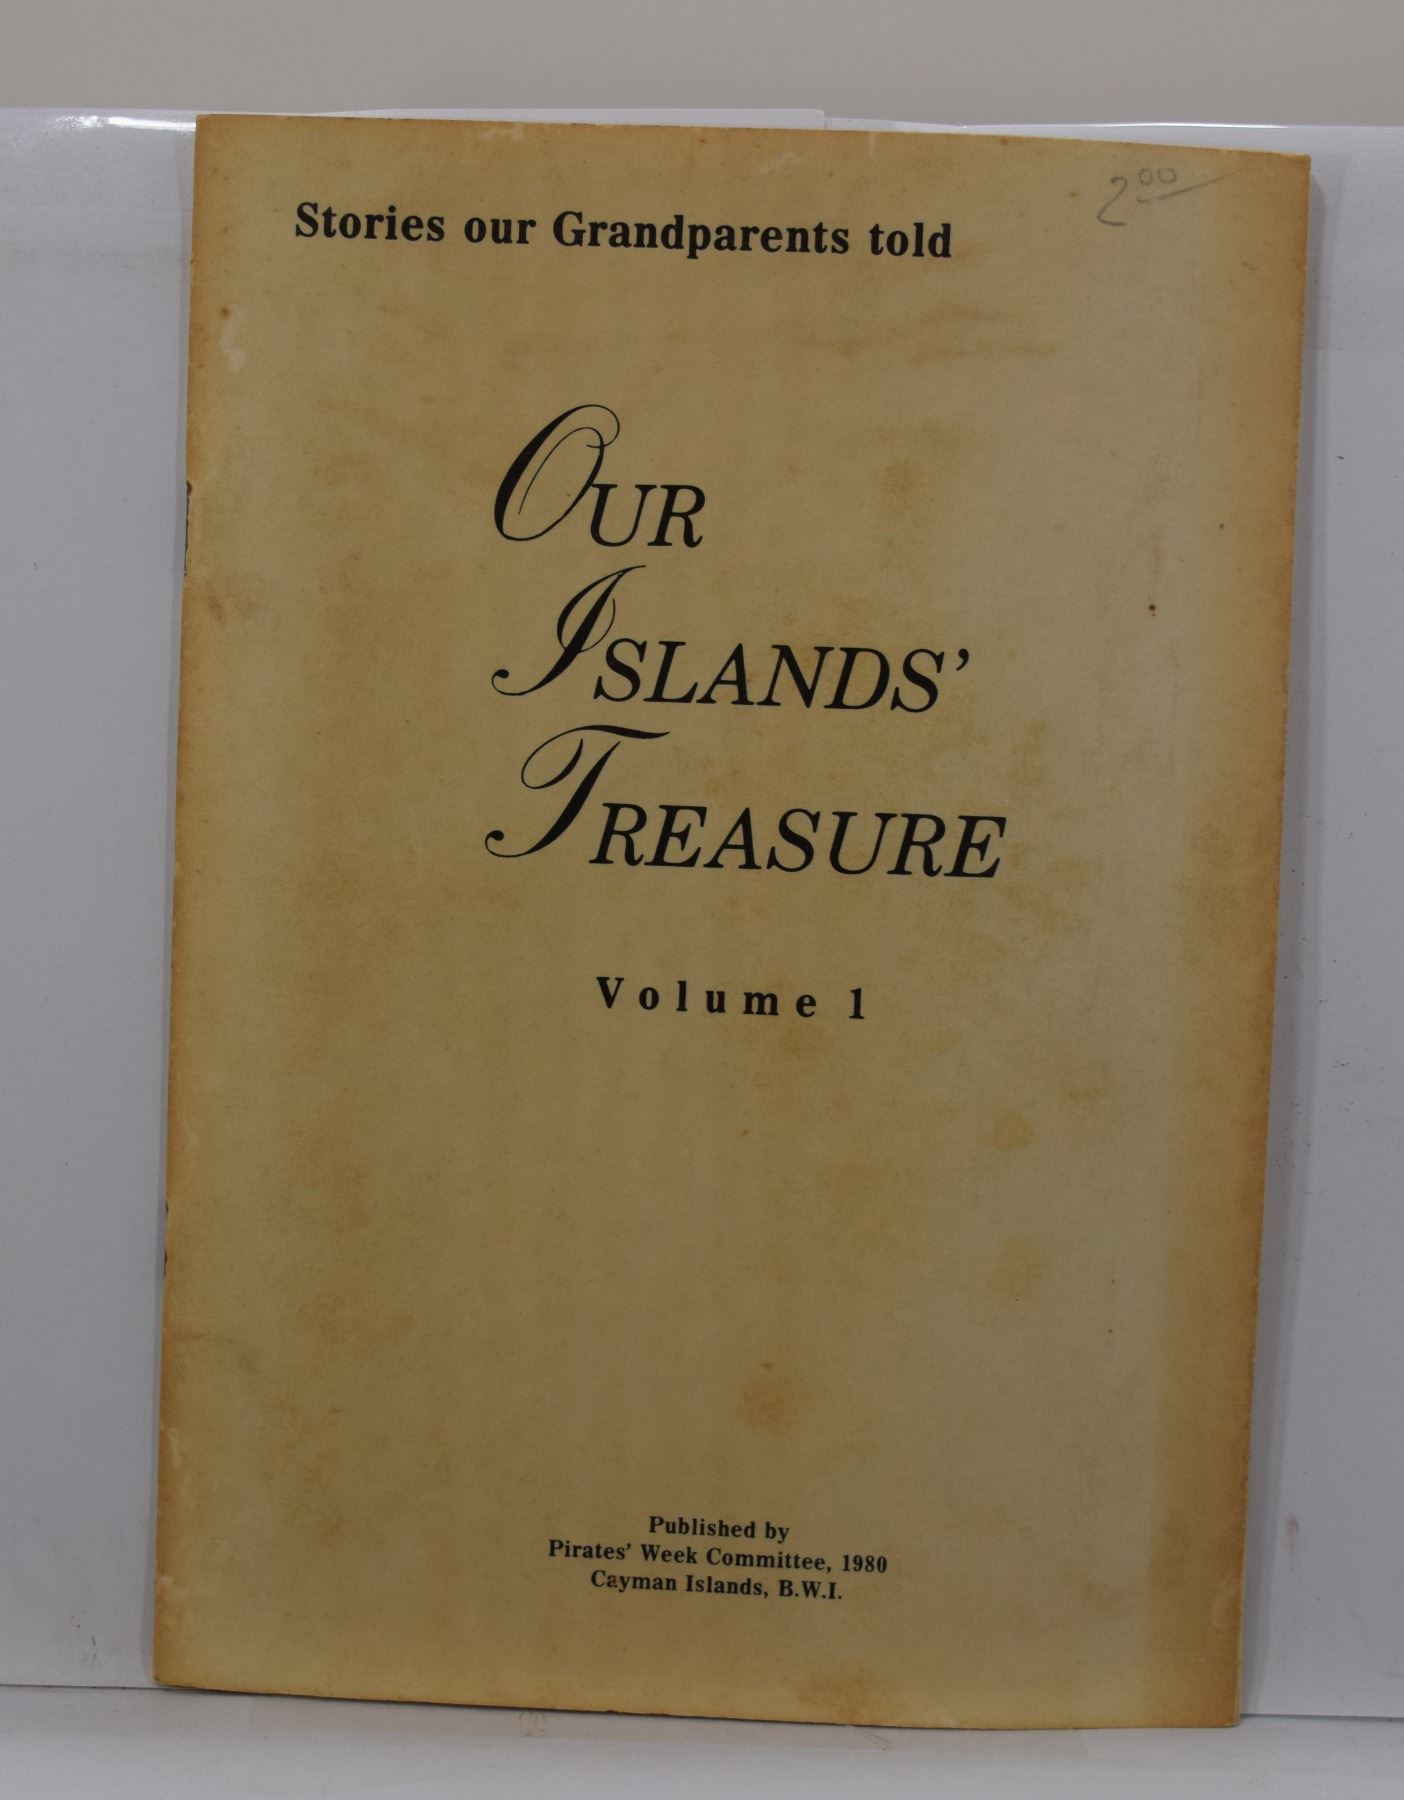 2.00
Stories our Grandparents told
OUR
ISLANDS'
TREASURE
Volume 1
Published by
Pirates' Week Committee, 1980
Cayman Islands, B.W.I.